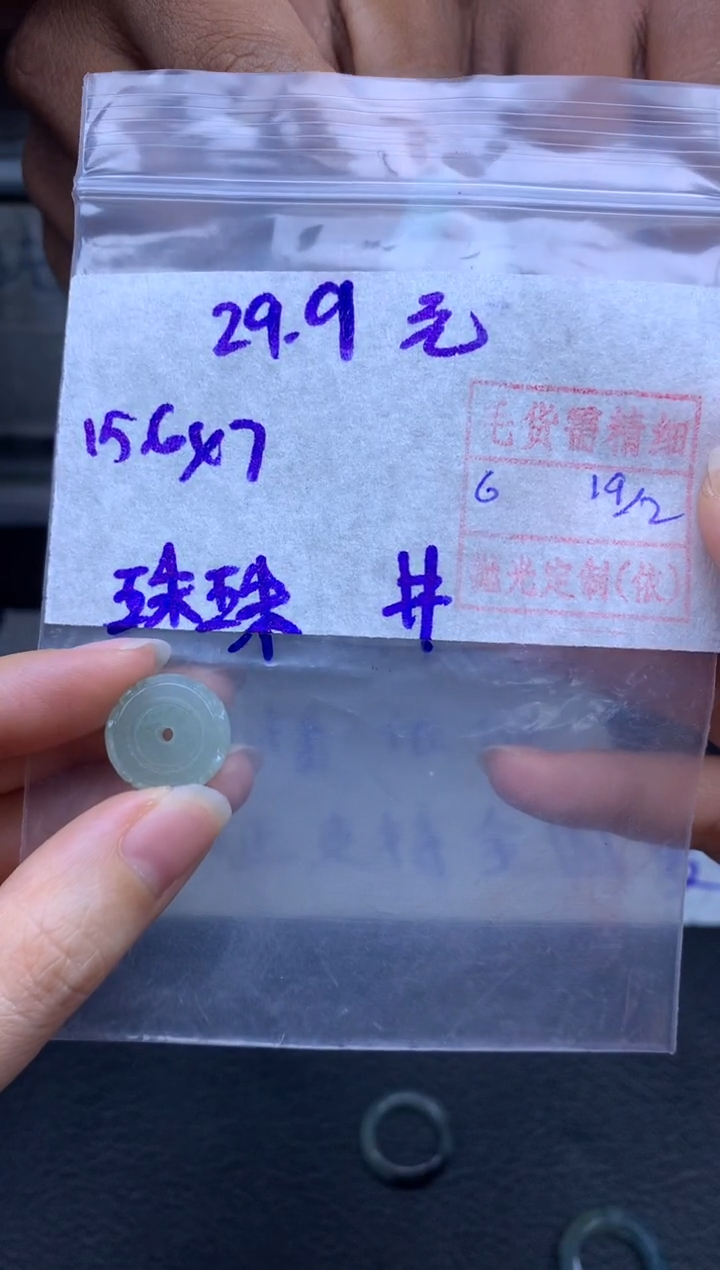 29.9 元
15.6x7
毛货需精细
6 19/2
抛光定制(依)
珠珠 井